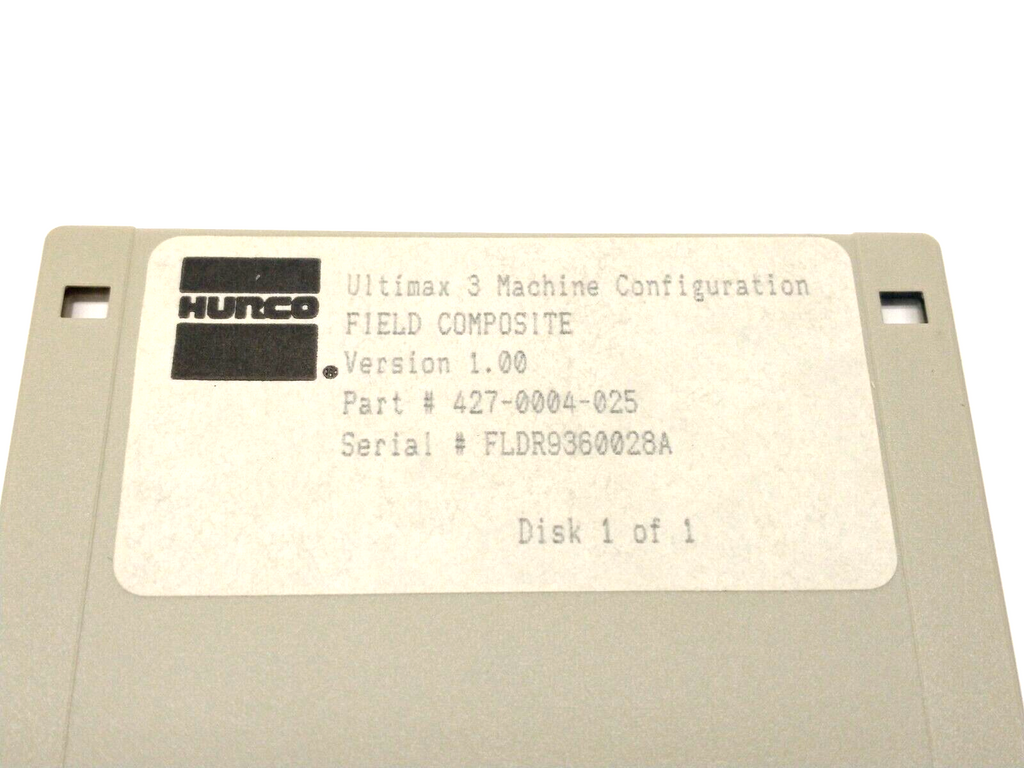 HURCO®
Ultimax 3 Machine Configuration
FIELD COMPOSITE
Version 1.00
Part # 427-0004-025
Serial # FLDR9360028A
Disk 1 of 1